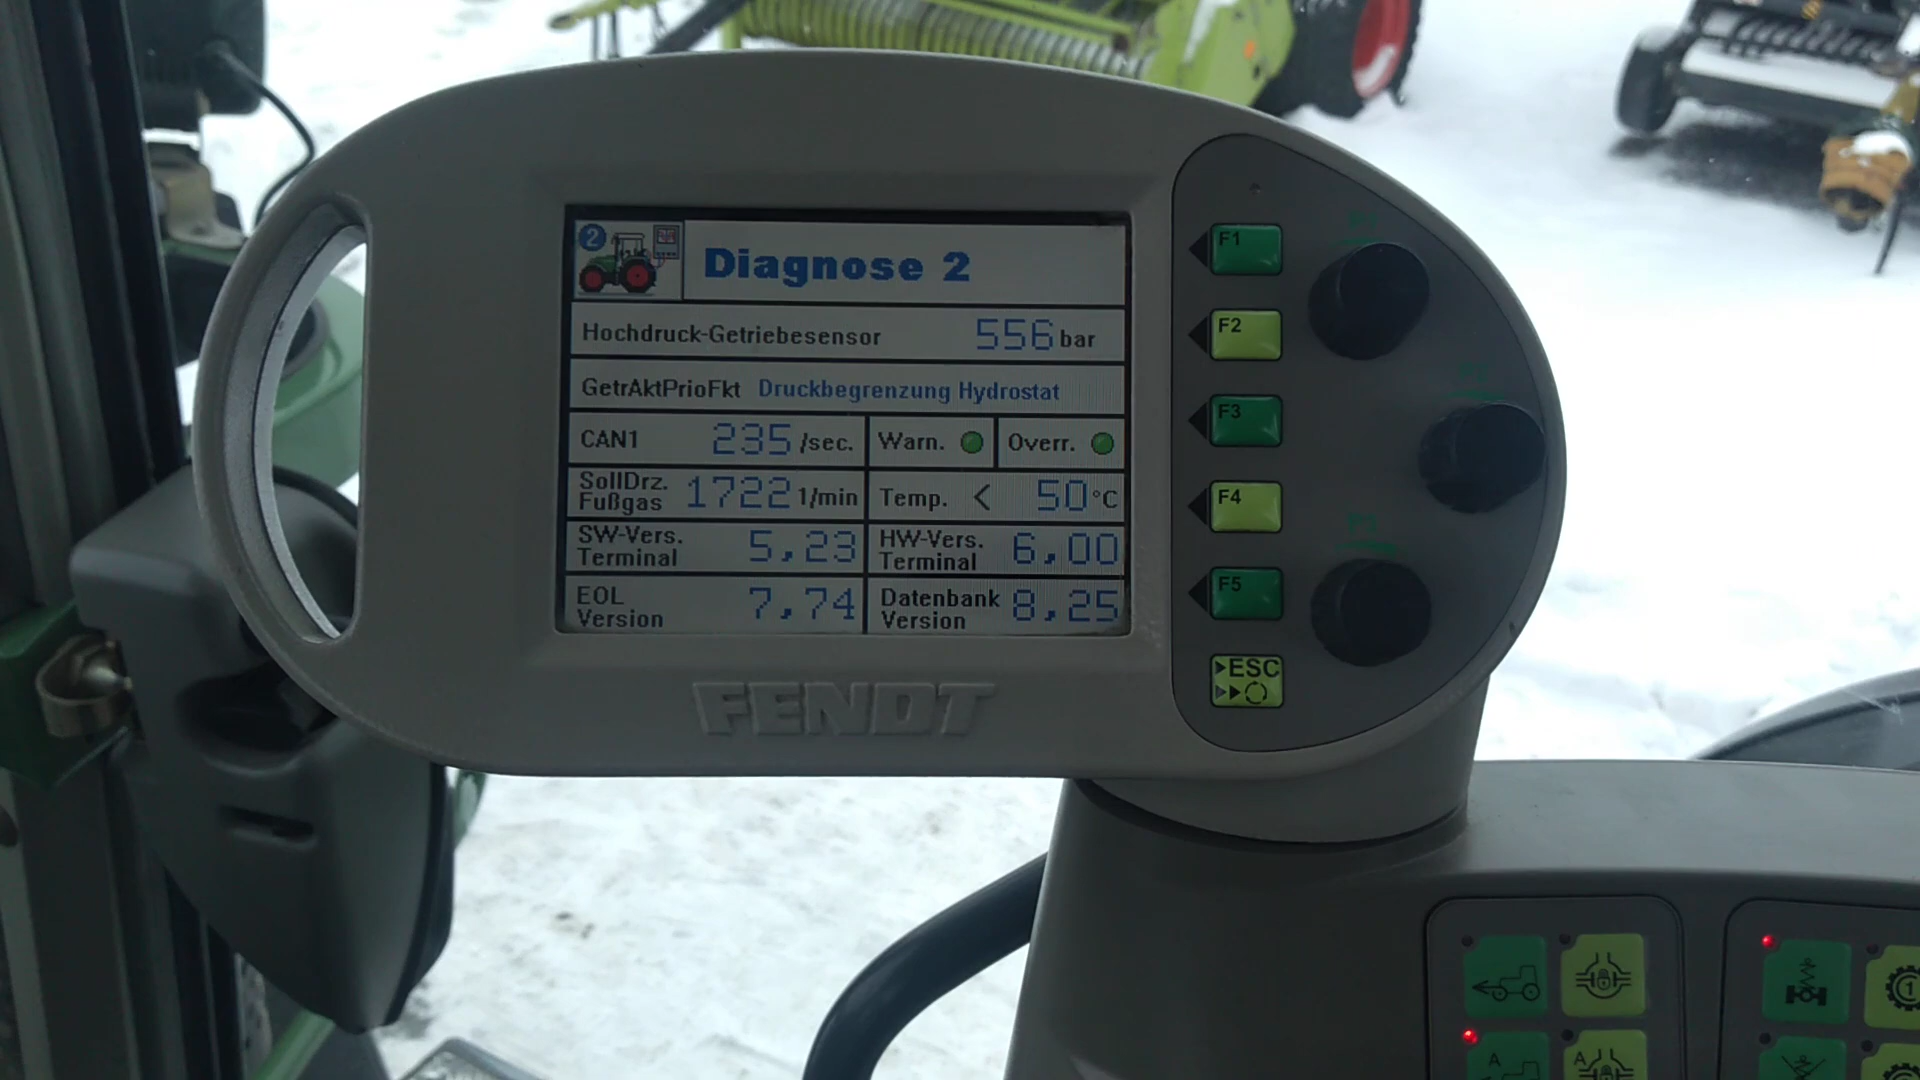 2
Diagnose 2
Hochdruck-Getriebesensor 556 bar
GetrAktPrioFkt Druckbegrenzung Hydrostat
CAN1 235 /sec. Warn. Overr.
SollDrz.
Fußgas 1722 1/min Temp. < 50 °C
SW-Vers.
Terminal 5,23 HW-Vers.
Terminal 6,00
EOL
Version 7,74 Datenbank
Version 8,25
F1
F2
F3
F4
F5
ESC
FENDT
1
A
A